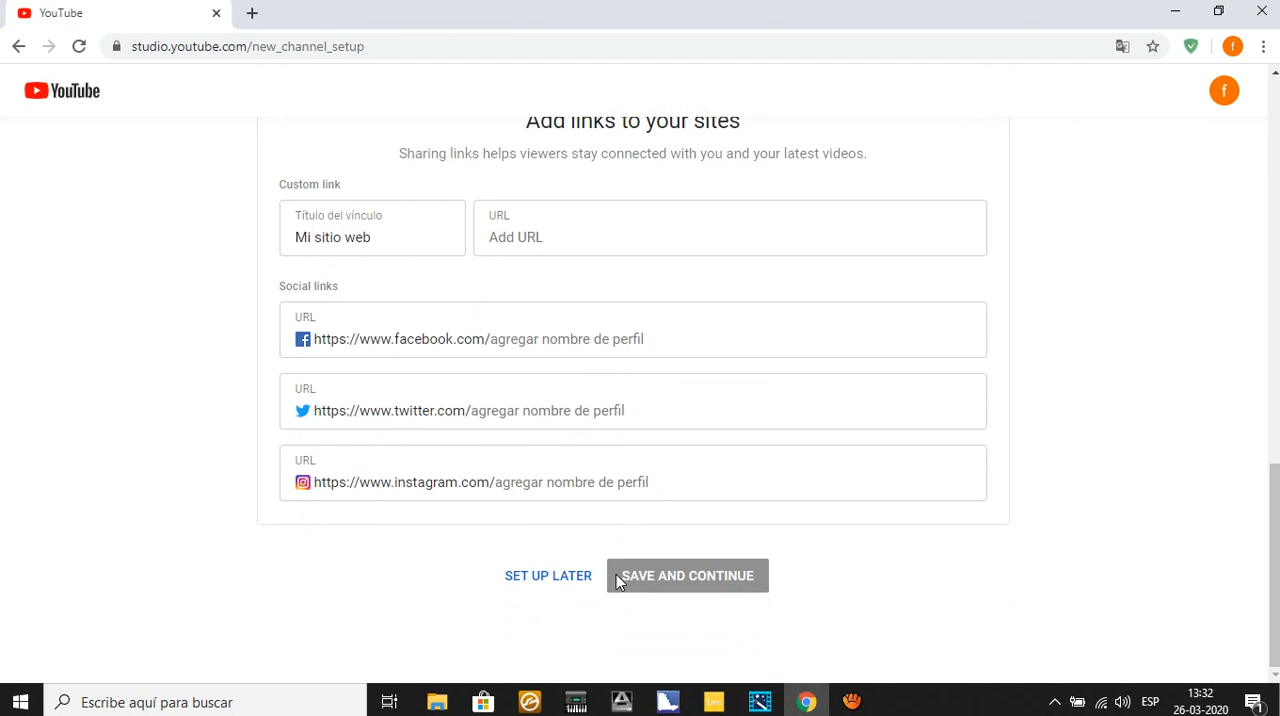 YouTube
studio.youtube.com/new_channel_setup
f
YouTube
f
Add links to your sites
Sharing links helps viewers stay connected with you and your latest videos.
Custom link
Título del vínculo
Mi sitio web
URL
Add URL
Social links
URL
https://www.facebook.com/agregar nombre de perfil
URL
https://www.twitter.com/agregar nombre de perfil
URL
https://www.instagram.com/agregar nombre de perfil
SET UP LATER
SAVE AND CONTINUE
Escribe aquí para buscar
Live
ESP
13:32
26-03-2020
1